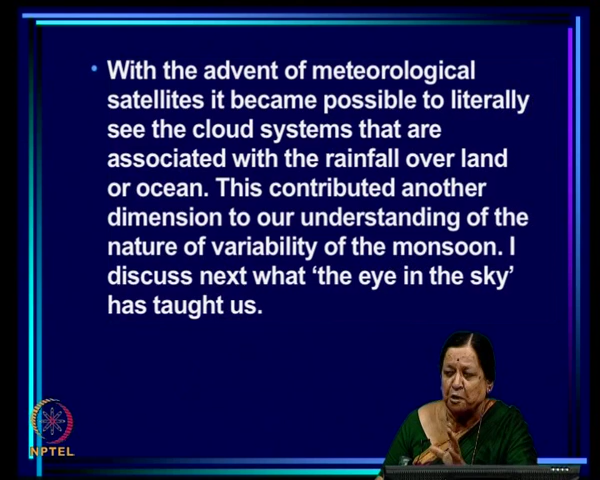 • With the advent of meteorological
satellites it became possible to literally
see the cloud systems that are
associated with the rainfall over land
or ocean. This contributed another
dimension to our understanding of the
nature of variability of the monsoon. I
discuss next what ‘the eye in the sky’
has taught us.
NPTEL